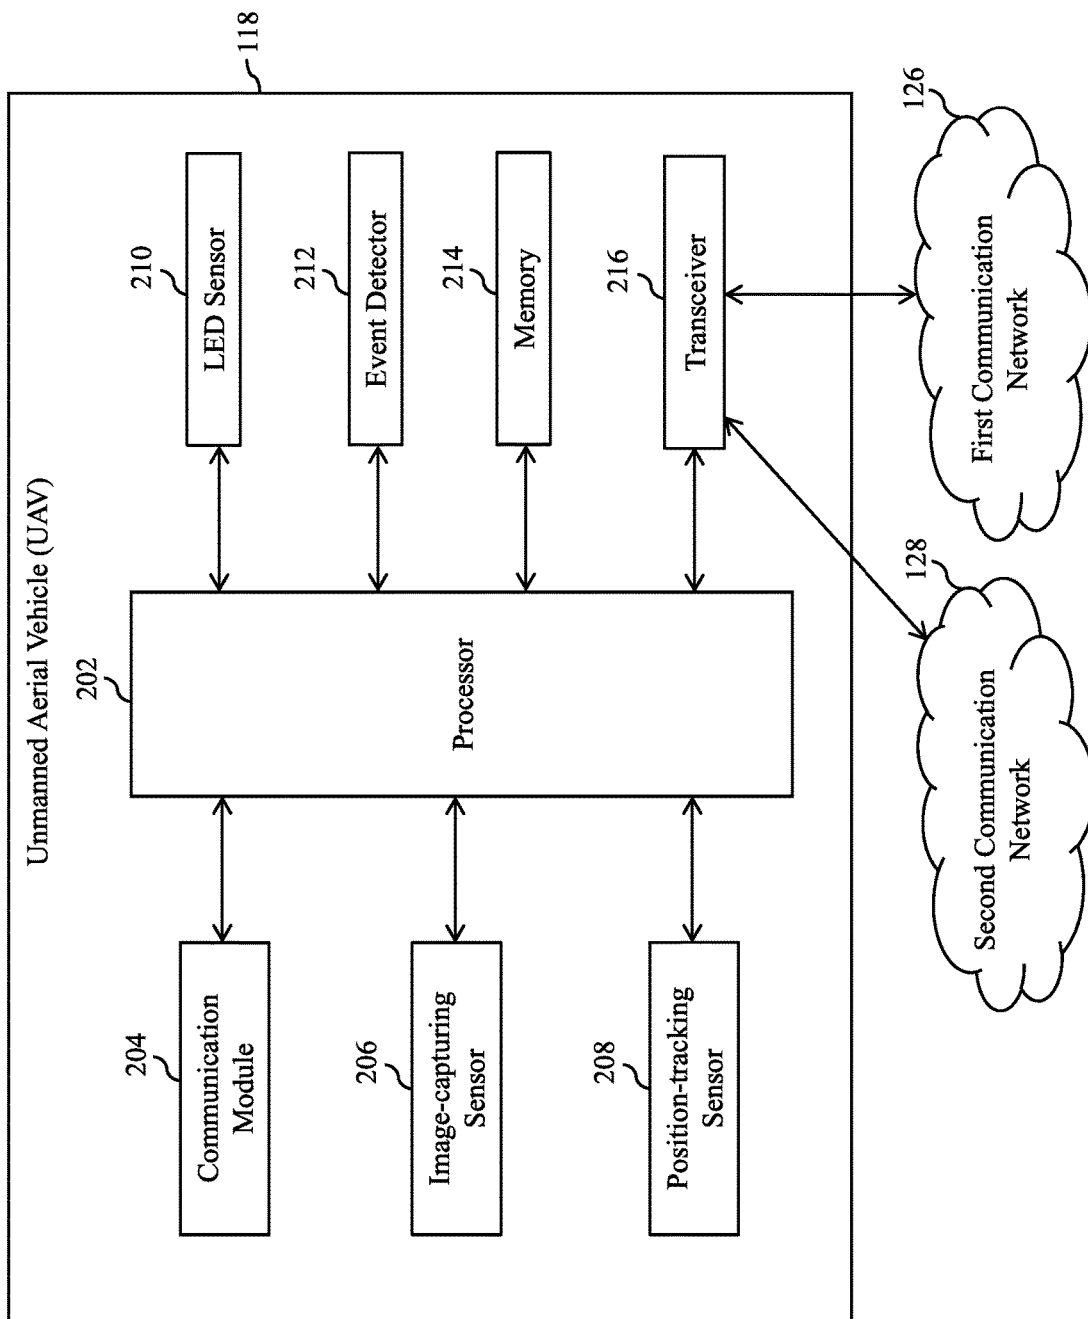 Unmanned Aerial Vehicle (UAV)
118
204
Communication
Module
202
Processor
210
LED Sensor
206
Image-capturing
Sensor
212
Event Detector
214
Memory
208
Position-tracking
Sensor
216
Transceiver
128
Second Communication
Network
126
First Communication
Network